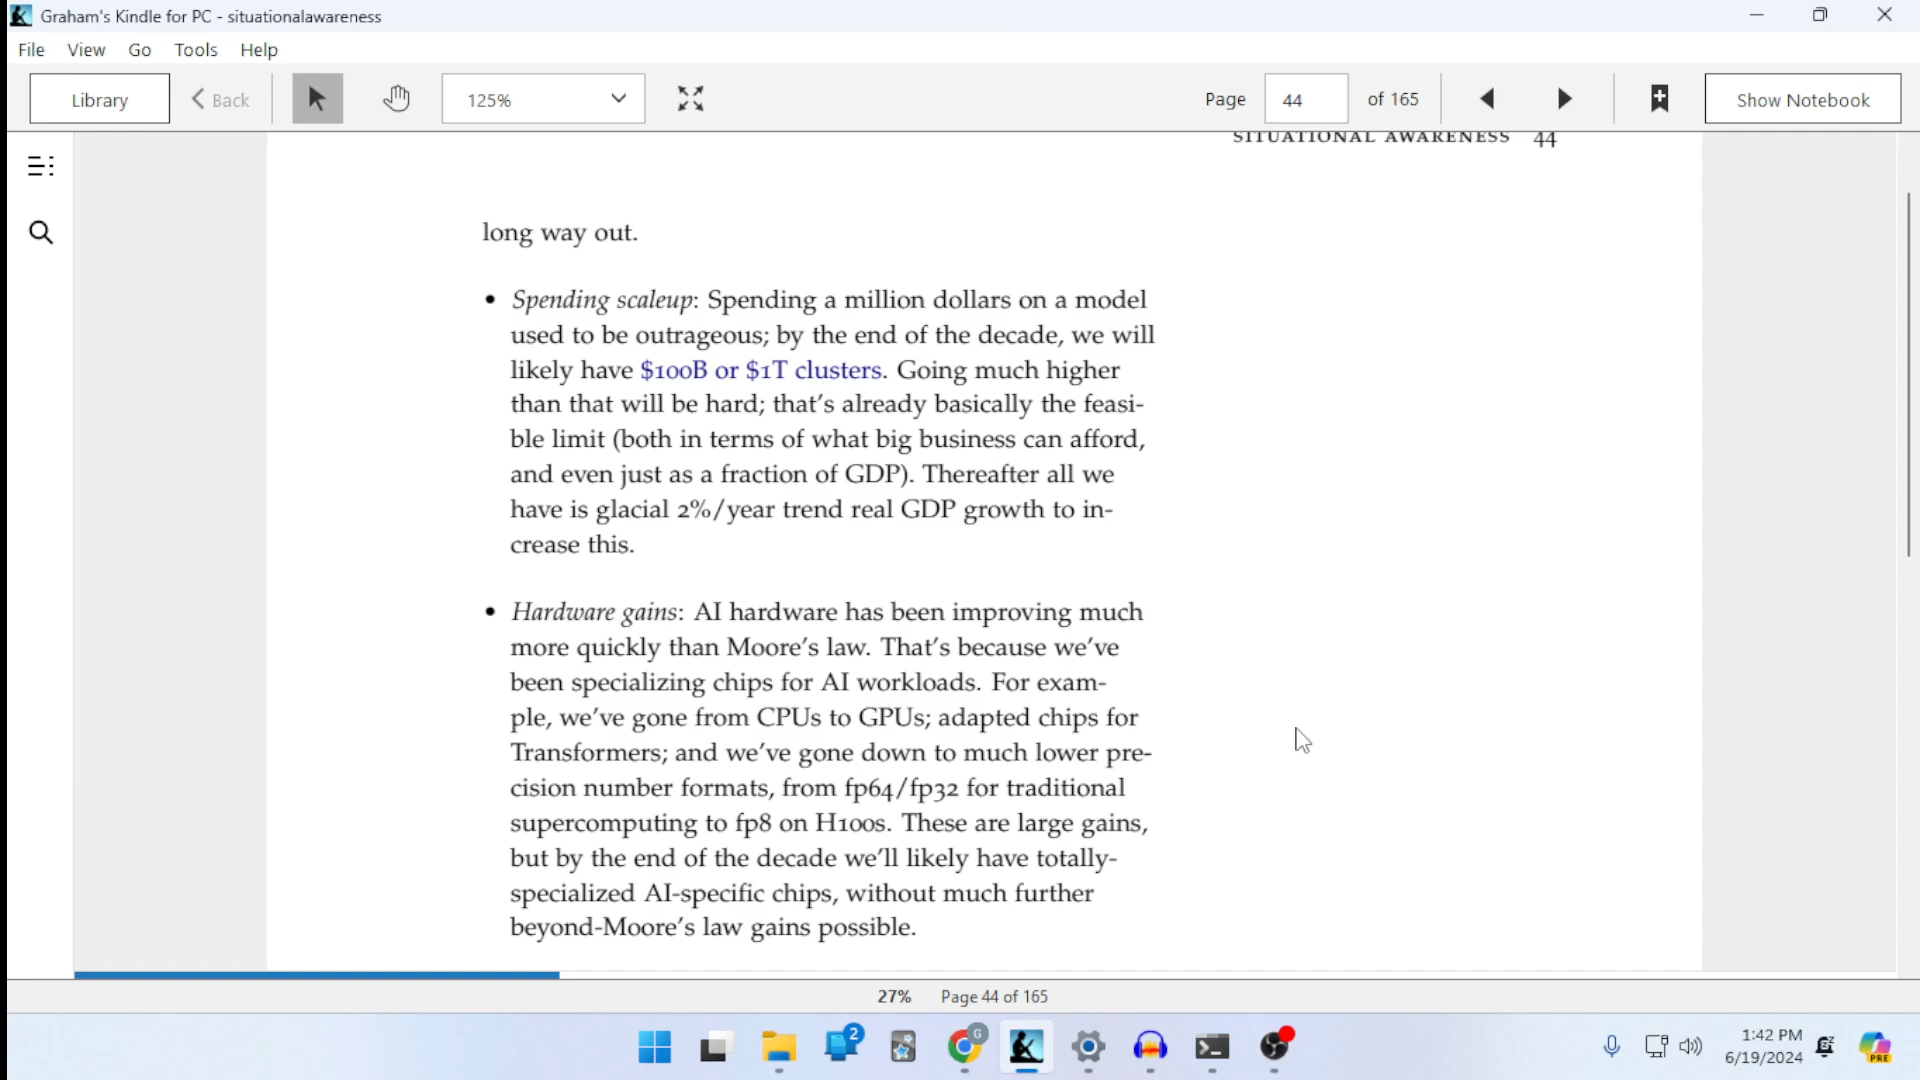 Graham's Kindle for PC - situationalawareness
File View Go Tools Help
Library Back 125% Page 44 of 165 Show Notebook
SITUATIONAL AWARENESS 44
long way out.
• Spending scaleup: Spending a million dollars on a model
used to be outrageous; by the end of the decade, we will
likely have $100B or $1T clusters. Going much higher
than that will be hard; that's already basically the feasi-
ble limit (both in terms of what big business can afford,
and even just as a fraction of GDP). Thereafter all we
have is glacial 2%/year trend real GDP growth to in-
crease this.
• Hardware gains: AI hardware has been improving much
more quickly than Moore's law. That's because we've
been specializing chips for AI workloads. For exam-
ple, we've gone from CPUs to GPUs; adapted chips for
Transformers; and we've gone down to much lower pre-
cision number formats, from fp64/fp32 for traditional
supercomputing to fp8 on H100s. These are large gains,
but by the end of the decade we'll likely have totally-
specialized AI-specific chips, without much further
beyond-Moore's law gains possible.
27% Page 44 of 165
2
G
1:42 PM
6/19/2024
PRE